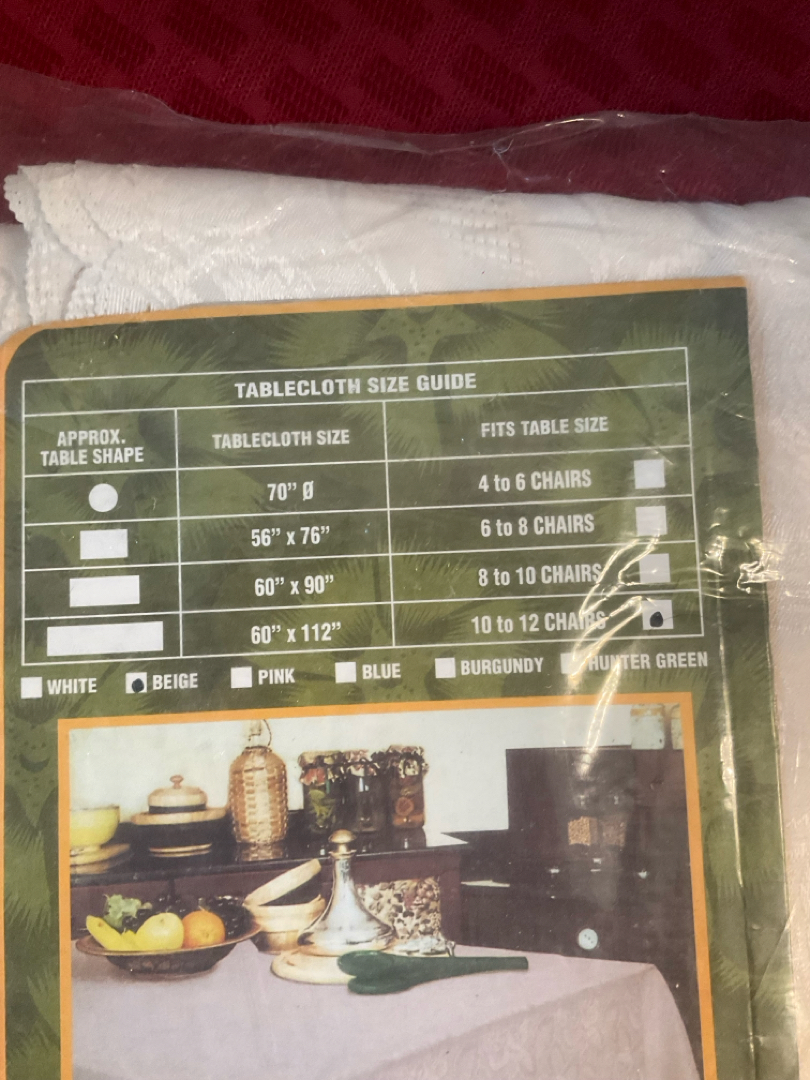 TABLECLOTH SIZE GUIDE
APPROX.
TABLE SHAPE
TABLECLOTH SIZE
FITS TABLE SIZE
70” Ø
4 to 6 CHAIRS
56” x 76”
6 to 8 CHAIRS
60” x 90”
8 to 10 CHAIRS
60” x 112”
10 to 12 CHAIRS
WHITE BEIGE PINK BLUE BURGUNDY HUNTER GREEN